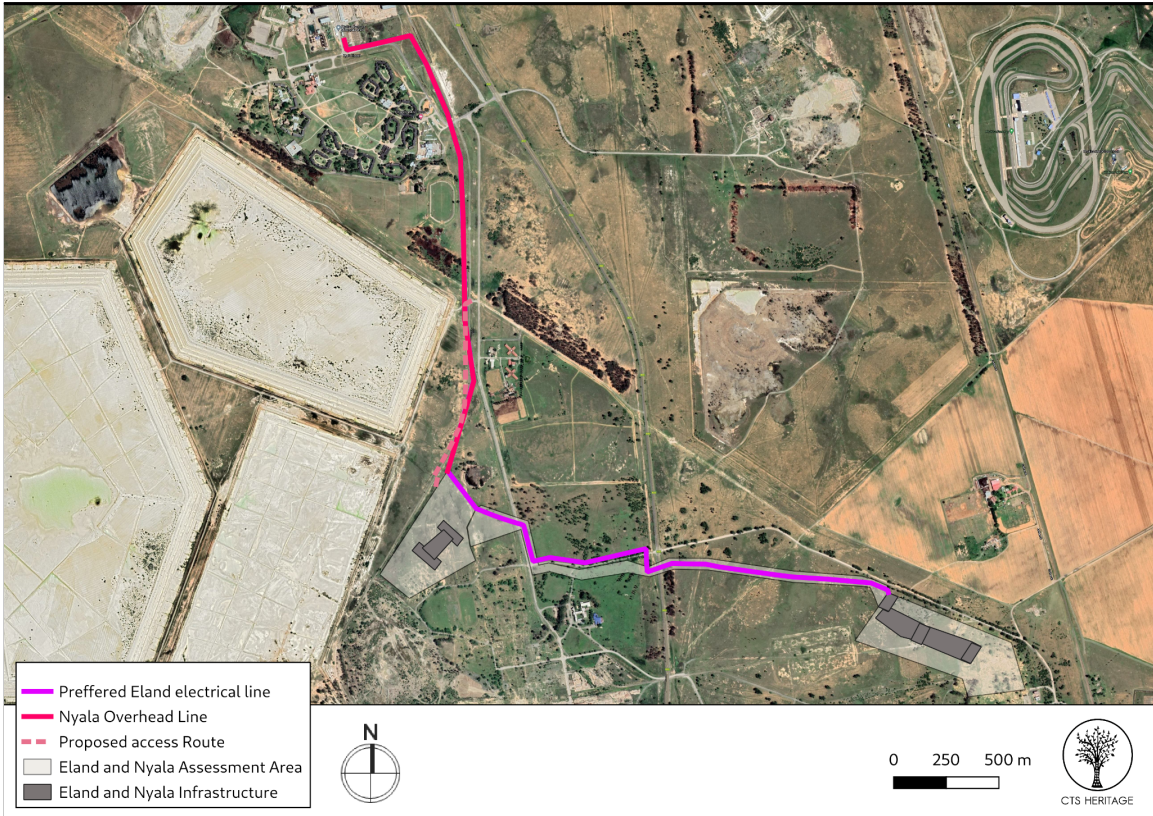 Preffered Eland electrical line
Nyala Overhead Line
Proposed access Route
Eland and Nyala Assessment Area
Eland and Nyala Infrastructure
N
0 250 500 m
CTS HERITAGE